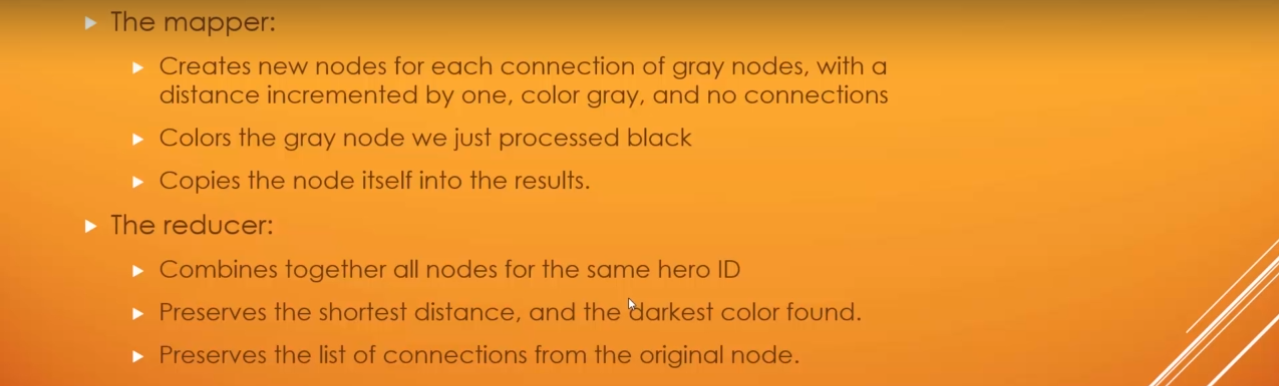 The mapper:
Creates new nodes for each connection of gray nodes, with a
distance incremented by one, color gray, and no connections
Colors the gray node we just processed black
Copies the node itself into the results.
The reducer:
Combines together all nodes for the same hero ID
Preserves the shortest distance, and the darkest color found.
Preserves the list of connections from the original node.